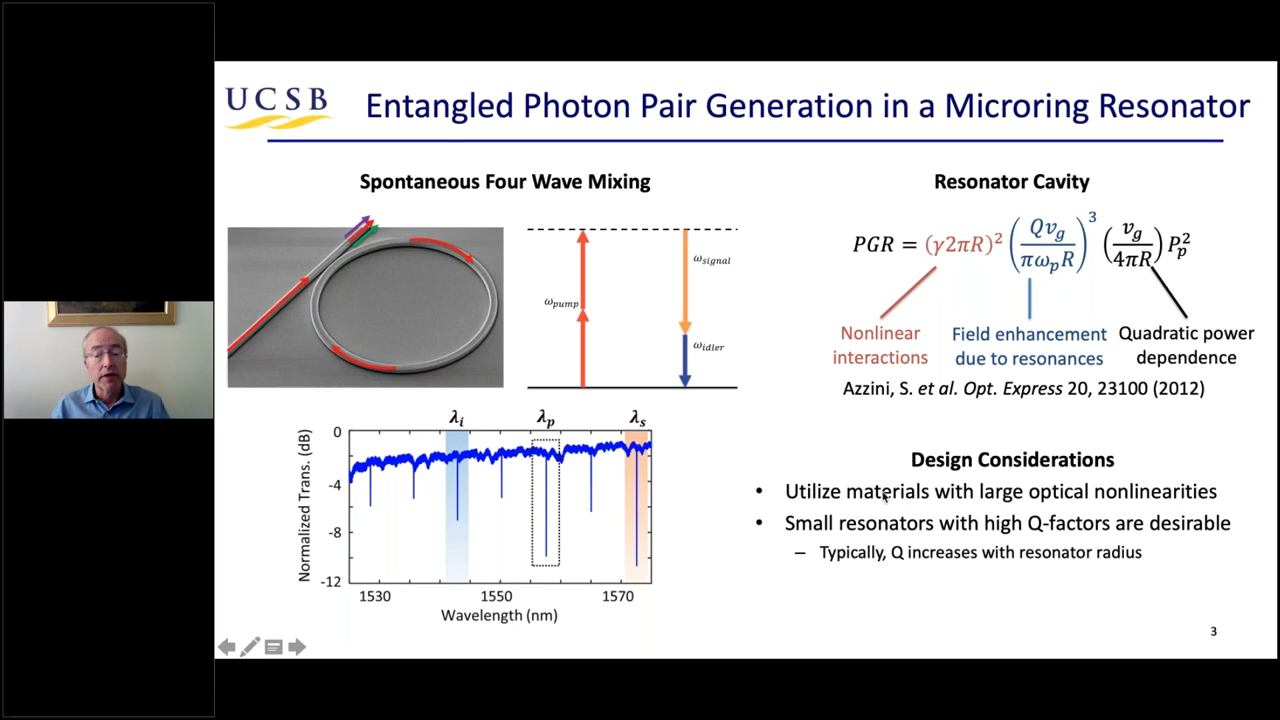 UCSB
Entangled Photon Pair Generation in a Microring Resonator
Spontaneous Four Wave Mixing
ω_pump
ω_signal
ω_idler
λ_i
λ_p
λ_s
Normalized Trans. (dB)
0
-4
-8
-12
1530
1550
1570
Wavelength (nm)
Resonator Cavity
PGR = (γ2πR)² (Qv_g / πω_pR)³ (v_g / 4πR) P_p²
Nonlinear
interactions
Field enhancement
due to resonances
Quadratic power
dependence
Azzini, S. et al. Opt. Express 20, 23100 (2012)
Design Considerations
• Utilize materials with large optical nonlinearities
• Small resonators with high Q-factors are desirable
– Typically, Q increases with resonator radius
3